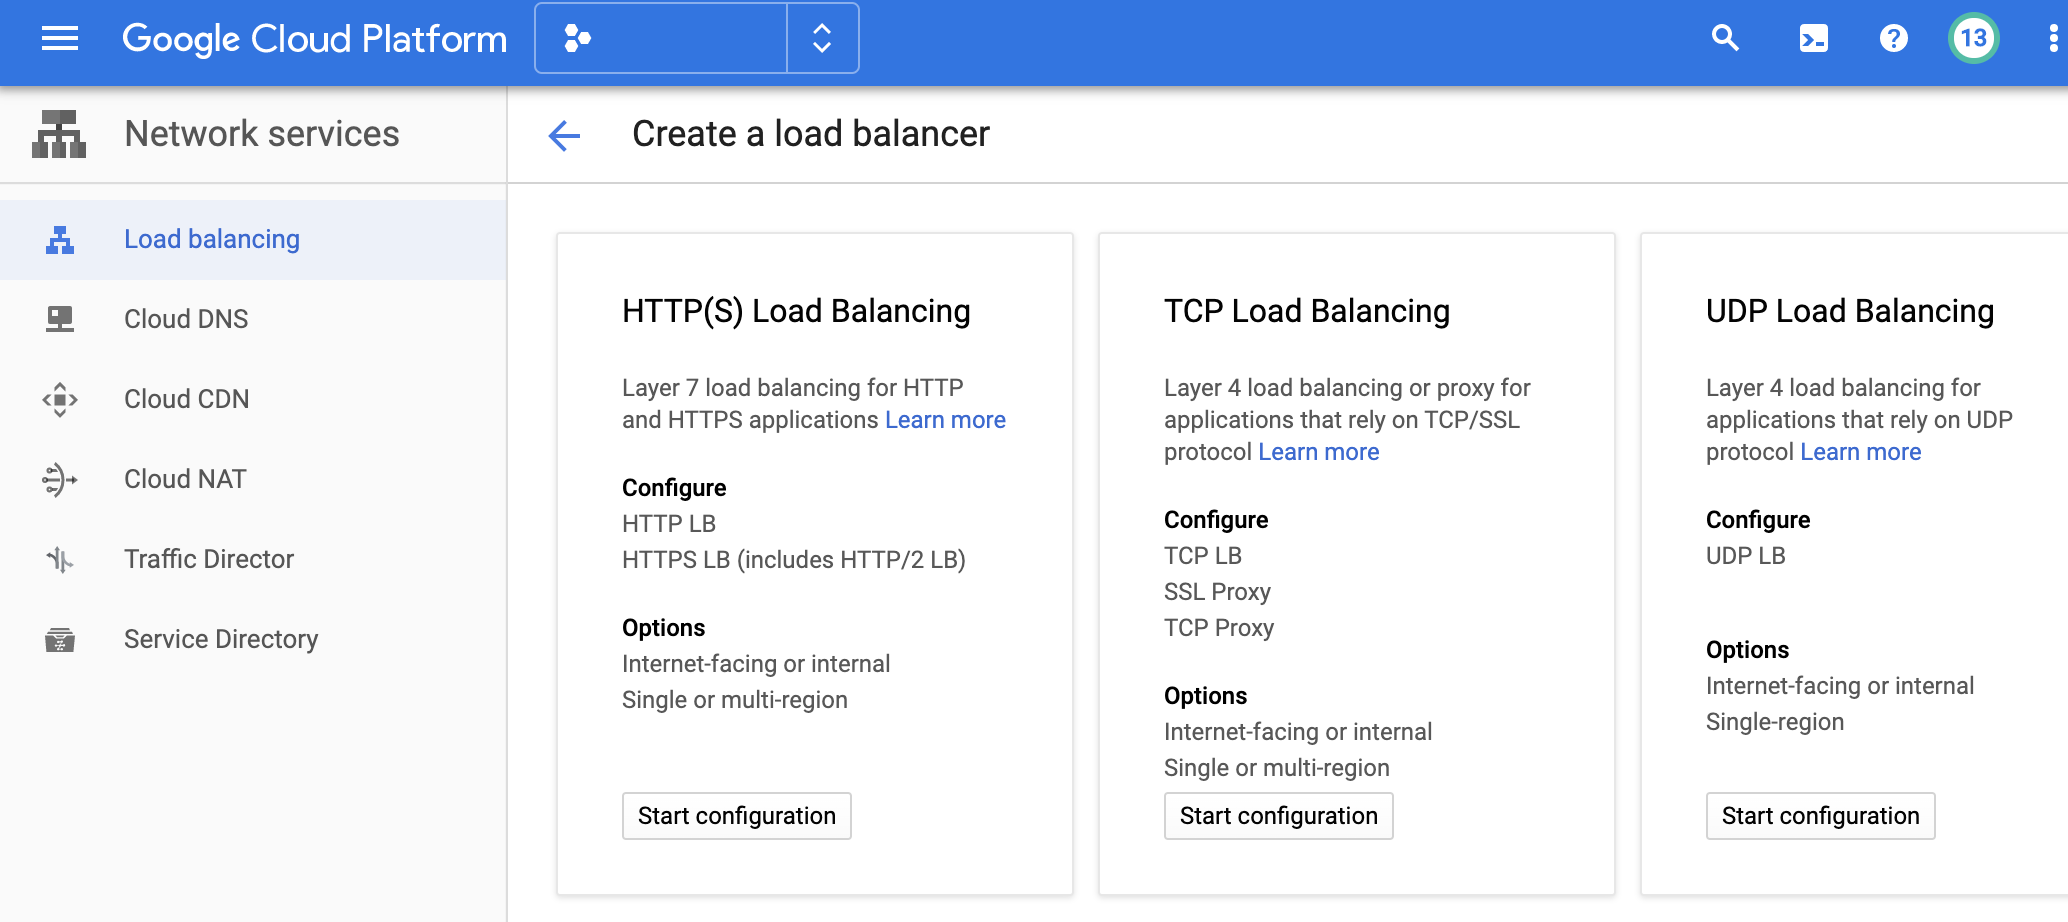 Google Cloud Platform
?
13
Network services
Create a load balancer
Load balancing
Cloud DNS
Cloud CDN
Cloud NAT
Traffic Director
Service Directory
HTTP(S) Load Balancing
Layer 7 load balancing for HTTP
and HTTPS applications Learn more
Configure
HTTP LB
HTTPS LB (includes HTTP/2 LB)
Options
Internet-facing or internal
Single or multi-region
Start configuration
TCP Load Balancing
Layer 4 load balancing or proxy for
applications that rely on TCP/SSL
protocol Learn more
Configure
TCP LB
SSL Proxy
TCP Proxy
Options
Internet-facing or internal
Single or multi-region
Start configuration
UDP Load Balancing
Layer 4 load balancing for
applications that rely on UDP
protocol Learn more
Configure
UDP LB
Options
Internet-facing or internal
Single-region
Start configuration